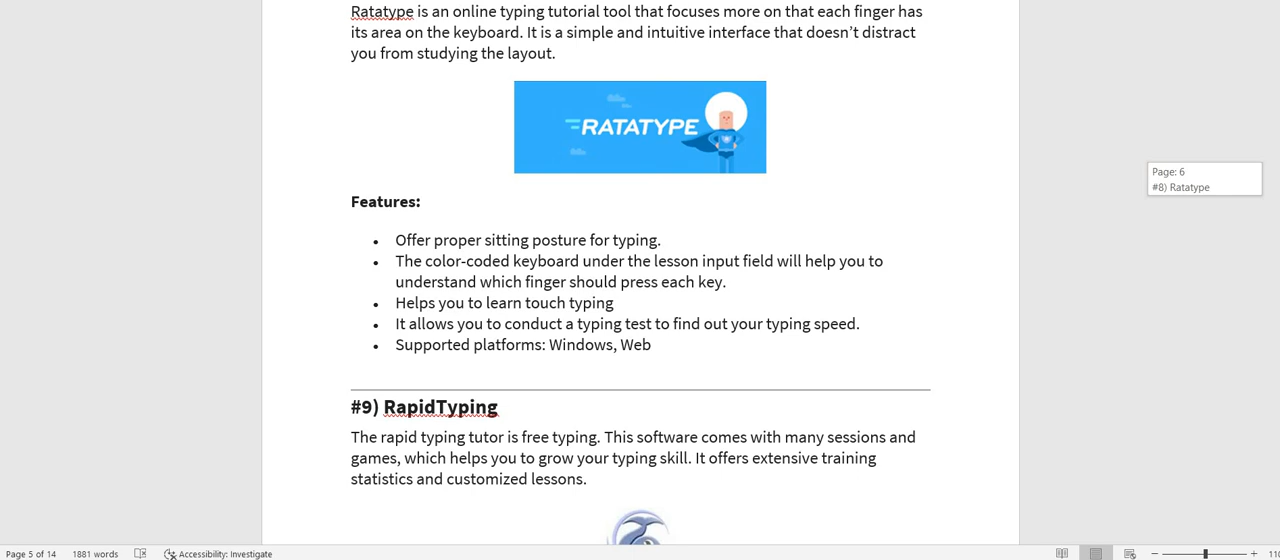 Ratatype is an online typing tutorial tool that focuses more on that each finger has
its area on the keyboard. It is a simple and intuitive interface that doesn’t distract
you from studying the layout.
RATATYPE
Page: 6
#8) Ratatype
Features:
• Offer proper sitting posture for typing.
• The color-coded keyboard under the lesson input field will help you to
understand which finger should press each key.
• Helps you to learn touch typing
• It allows you to conduct a typing test to find out your typing speed.
• Supported platforms: Windows, Web
#9) RapidTyping
The rapid typing tutor is free typing. This software comes with many sessions and
games, which helps you to grow your typing skill. It offers extensive training
statistics and customized lessons.
Page 5 of 14 1881 words Accessibility: Investigate